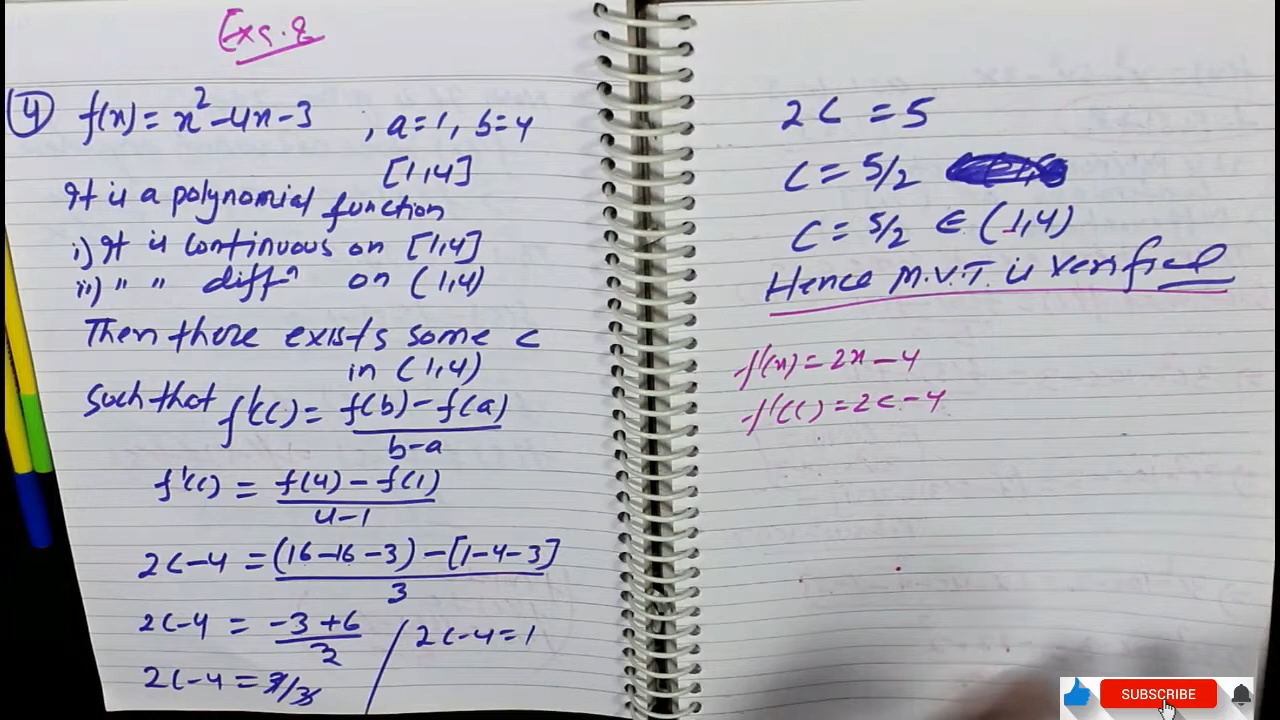 Exs. 8
(4) f(x) = x² - 4x - 3 , a = 1, b = 4
[1,4]
It is a polynomial function
i) It is continuous on [1,4]
ii) " " diffⁿ on (1,4)
Then there exists some c
in (1,4)
Such that f'(c) = f(b) - f(a) / b - a
f'(c) = f(4) - f(1) / 4 - 1
2c - 4 = (16 - 16 - 3) - [1 - 4 - 3] / 3
2c - 4 = -3 + 6 / 3
2c - 4 = 1
2c - 4 = 3/3
2c = 5
c = 5/2
c = 5/2 ∈ (1,4)
Hence M.V.T. is verified
f'(x) = 2x - 4
f'(c) = 2c - 4
SUBSCRIBE